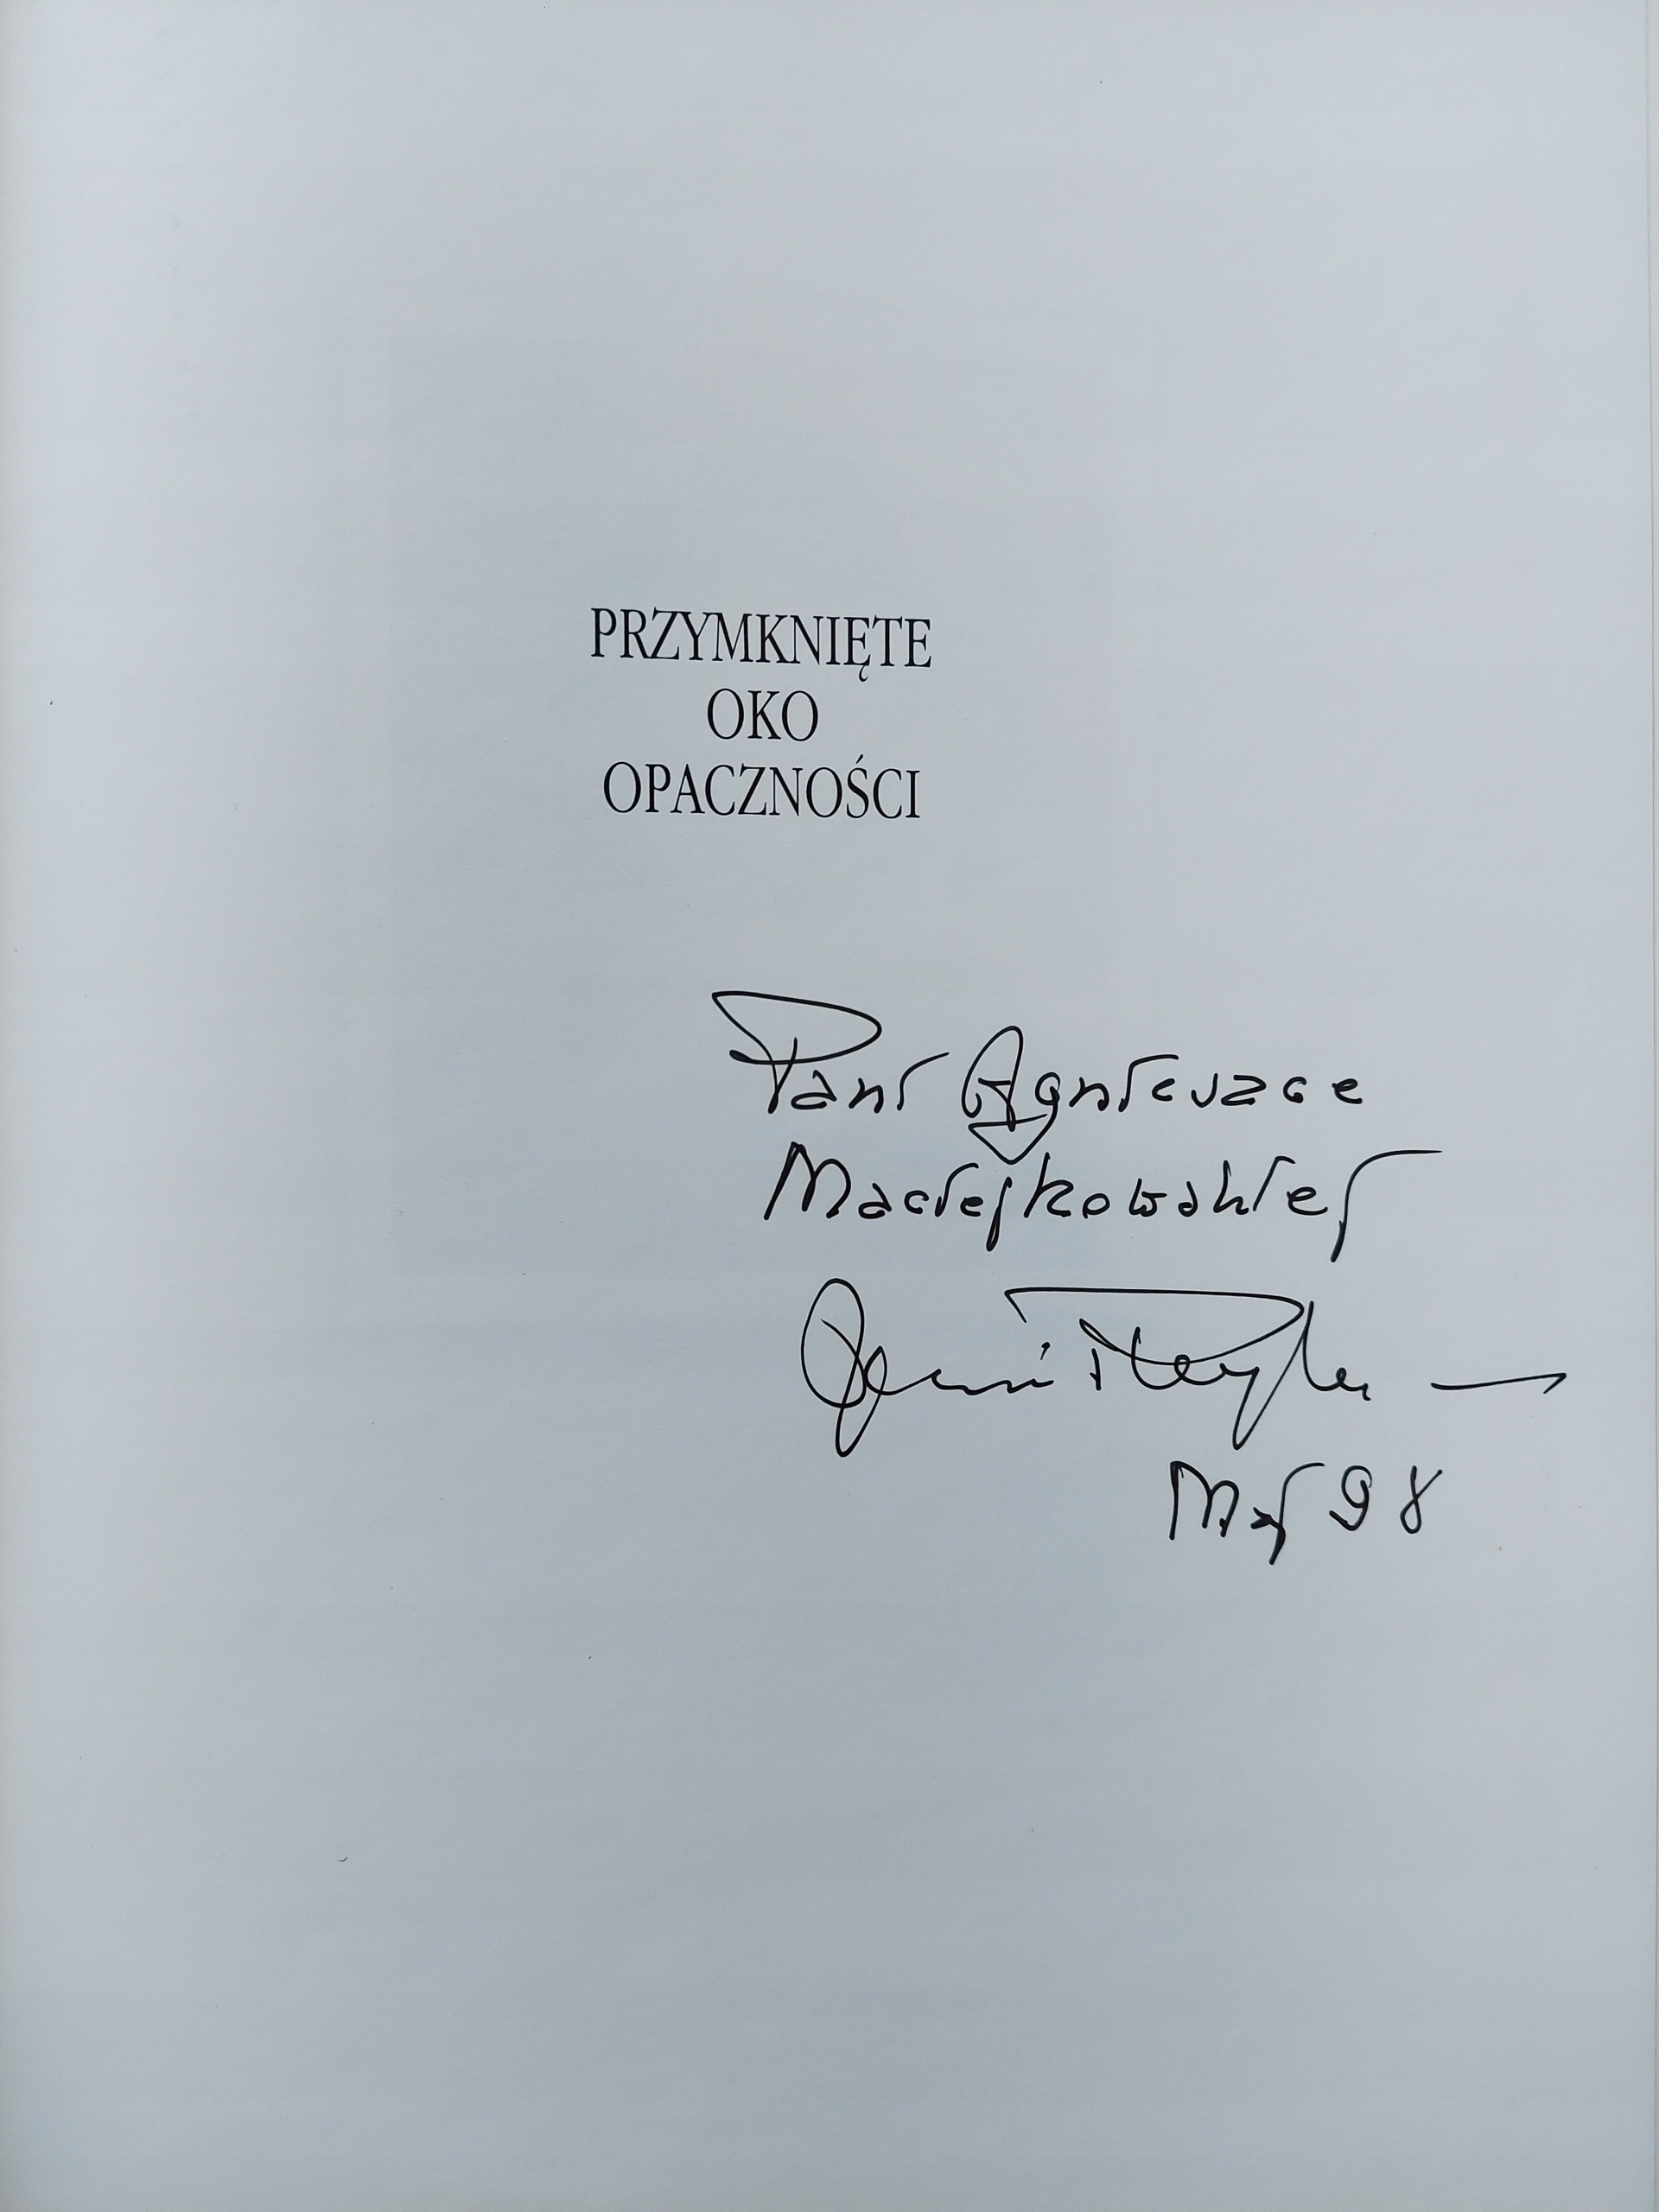 PRZYMKNIĘTE
OKO
OPACZNOŚCI
Pani Agnieszce
Maciejkowskiej
Maj 98